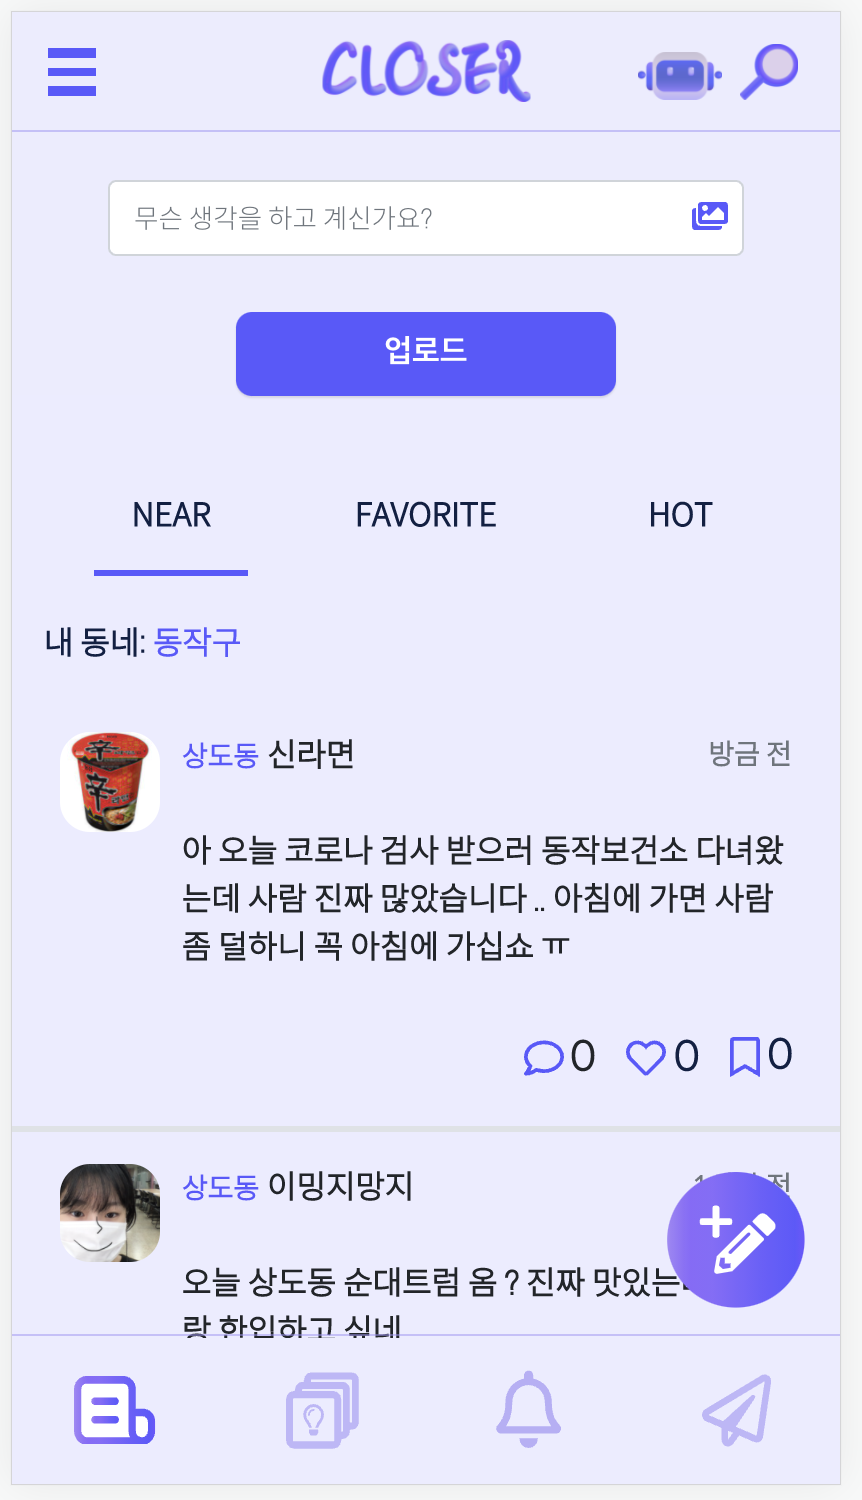 CLOSER
무슨 생각을 하고 계신가요?
업로드
NEAR FAVORITE HOT
내 동네: 동작구
상도동 신라면 방금 전
辛
辛
아 오늘 코로나 검사 받으러 동작보건소 다녀왔
는데 사람 진짜 많았습니다 .. 아침에 가면 사람
좀 덜하니 꼭 아침에 가십쇼 ㅠ
0 0 0
상도동 이밍지망지 전
오늘 상도동 순대트럼 옴 ? 진짜 맛있는
랑 한입하고 싶네